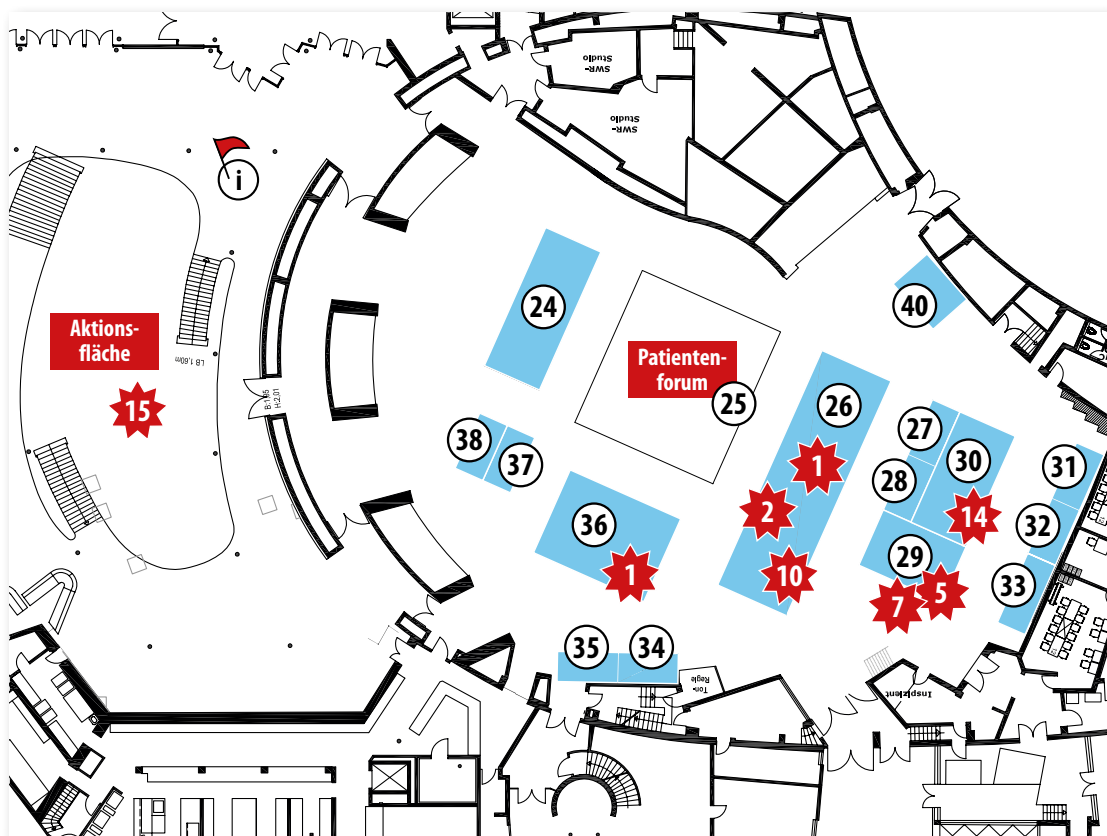 SWR-
Studio
SWR-
Studio
i
24
40
Aktions-
fläche
LB 1,60m
Patienten-
forum
25
26
15
38
37
27
30
28
31
1
2
14
32
36
1
10
29
7
5
33
35
34
Ton-
Regie
Inspizient